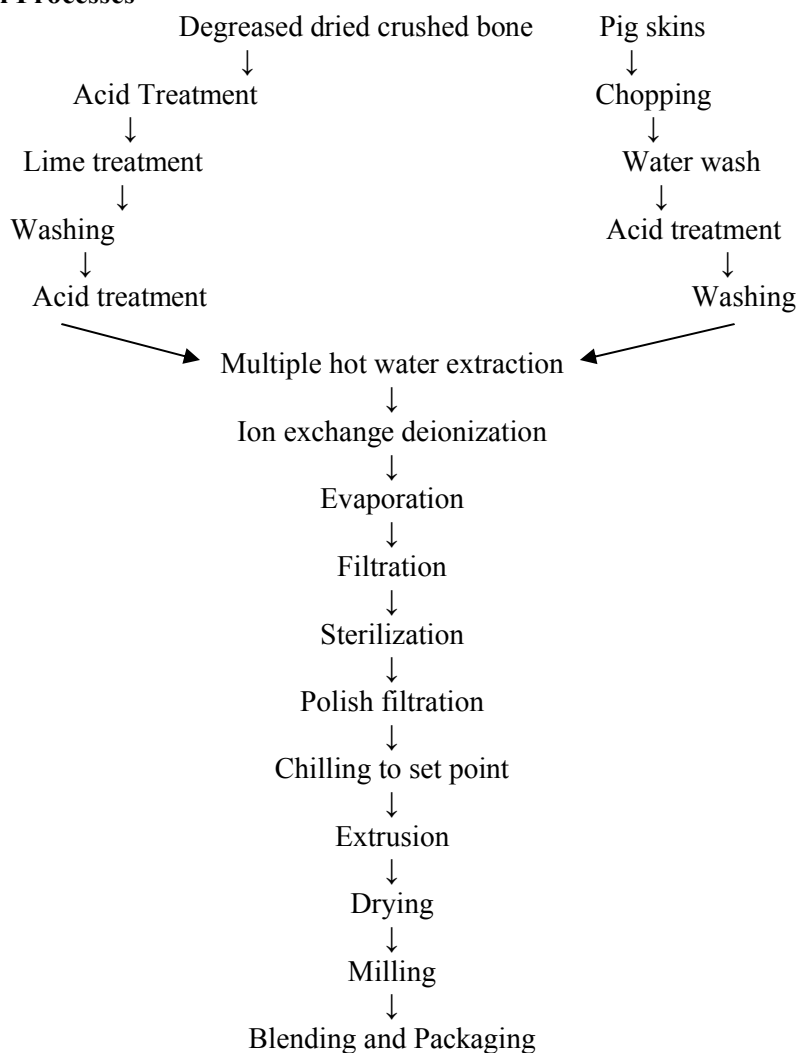 Processes
Degreased dried crushed bone Pig skins
↓ ↓
Acid Treatment Chopping
↓ ↓
Lime treatment Water wash
↓ ↓
Washing Acid treatment
↓ ↓
Acid treatment Washing
Multiple hot water extraction
↓
Ion exchange deionization
↓
Evaporation
↓
Filtration
↓
Sterilization
↓
Polish filtration
↓
Chilling to set point
↓
Extrusion
↓
Drying
↓
Milling
↓
Blending and Packaging